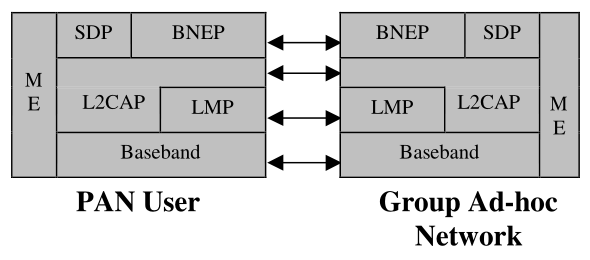 SDP BNEP BNEP SDP
M
E
L2CAP LMP LMP L2CAP
M
E
Baseband Baseband
PAN User Group Ad-hoc
Network